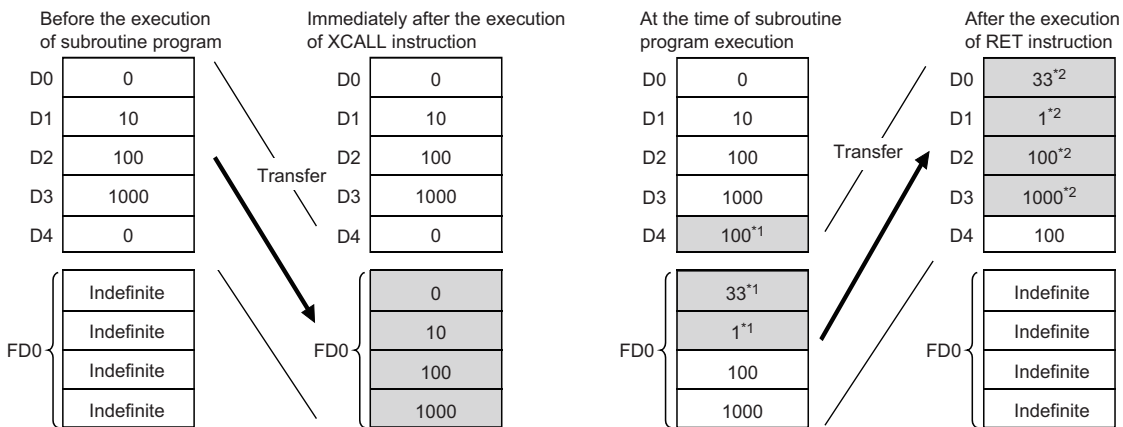 Before the execution
of subroutine program
D0 0
D1 10
D2 100
D3 1000
D4 0
FD0
Indefinite
Indefinite
Indefinite
Indefinite
Transfer
Immediately after the execution
of XCALL instruction
D0 0
D1 10
D2 100
D3 1000
D4 0
FD0
0
10
100
1000
At the time of subroutine
program execution
D0 0
D1 10
D2 100
D3 1000
D4 100*1
FD0
33*1
1*1
100
1000
Transfer
After the execution
of RET instruction
D0 33*2
D1 1*2
D2 100*2
D3 1000*2
D4 100
FD0
Indefinite
Indefinite
Indefinite
Indefinite